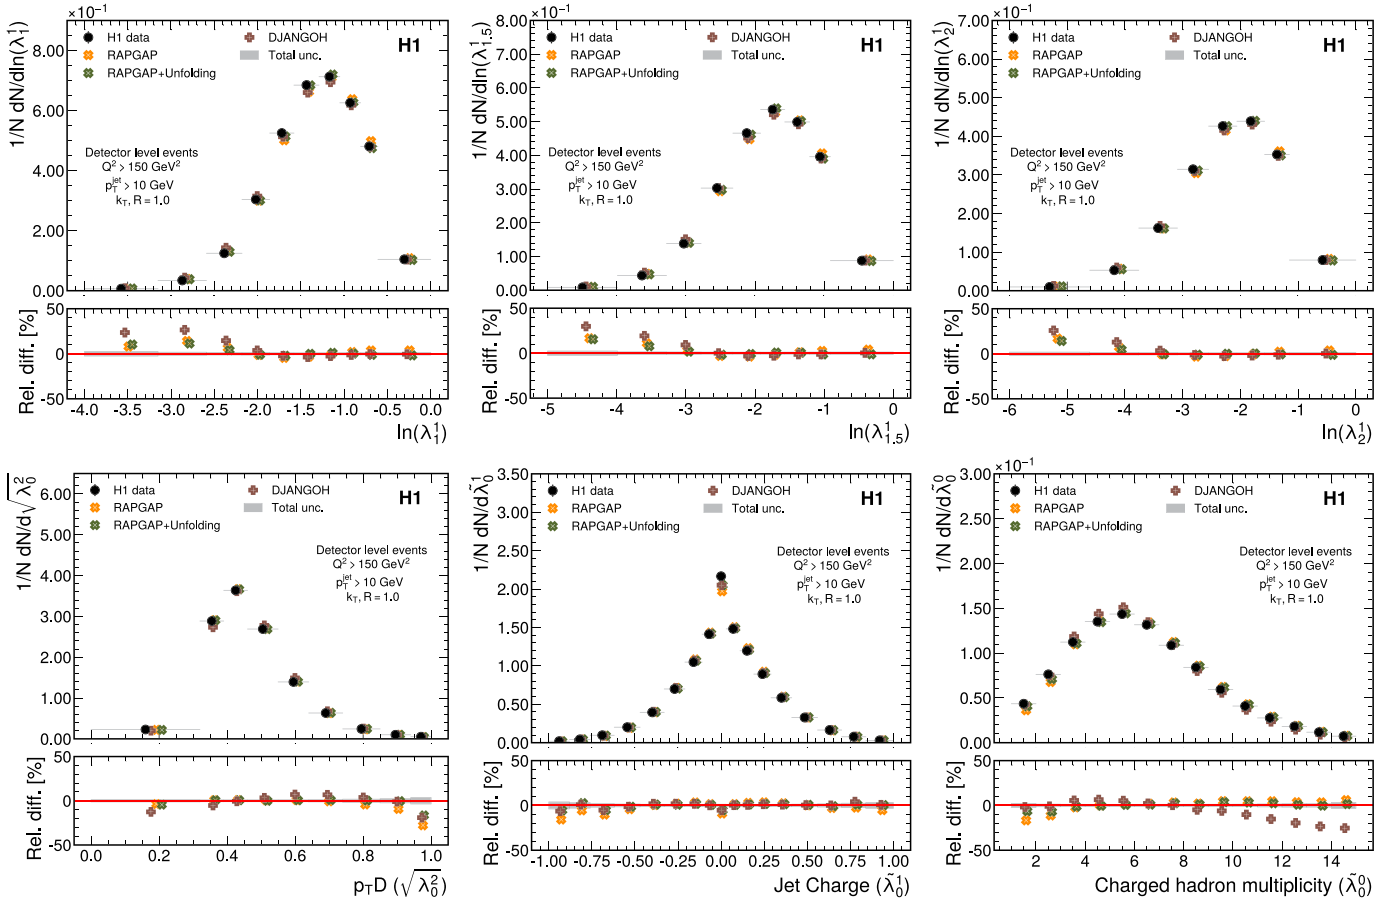 ×10⁻¹
1/N dN/dln(λ₁¹)
8.00
6.00
4.00
2.00
0.00
H1 data
RAPGAP
RAPGAP+Unfolding
DJANGOH
Total unc.
H1
Detector level events
Q² > 150 GeV²
p_T^jet > 10 GeV
k_T, R = 1.0
Rel. diff. [%]
50
0
-50
-4.0 -3.5 -3.0 -2.5 -2.0 -1.5 -1.0 -0.5 0.0
ln(λ₁¹)
×10⁻¹
1/N dN/dln(λ¹₁.₅)
8.00
7.00
6.00
5.00
4.00
3.00
2.00
1.00
0.00
H1 data
RAPGAP
RAPGAP+Unfolding
DJANGOH
Total unc.
H1
Detector level events
Q² > 150 GeV²
p_T^jet > 10 GeV
k_T, R = 1.0
Rel. diff. [%]
50
0
-50
-5 -4 -3 -2 -1 0
ln(λ¹₁.₅)
×10⁻¹
1/N dN/dln(λ₂¹)
7.00
6.00
5.00
4.00
3.00
2.00
1.00
0.00
H1 data
RAPGAP
RAPGAP+Unfolding
DJANGOH
Total unc.
H1
Detector level events
Q² > 150 GeV²
p_T^jet > 10 GeV
k_T, R = 1.0
Rel. diff. [%]
50
0
-50
-6 -5 -4 -3 -2 -1 0
ln(λ₂¹)
1/N dN/d√λ₀²
6.00
5.00
4.00
3.00
2.00
1.00
0.00
H1 data
RAPGAP
RAPGAP+Unfolding
DJANGOH
Total unc.
H1
Detector level events
Q² > 150 GeV²
p_T^jet > 10 GeV
k_T, R = 1.0
Rel. diff. [%]
50
0
-50
0.0 0.2 0.4 0.6 0.8 1.0
p_TD (√λ₀²)
1/N dN/dλ̃₀¹
3.50
3.00
2.50
2.00
1.50
1.00
0.50
0.00
H1 data
RAPGAP
RAPGAP+Unfolding
DJANGOH
Total unc.
H1
Detector level events
Q² > 150 GeV²
p_T^jet > 10 GeV
k_T, R = 1.0
Rel. diff. [%]
50
0
-50
-1.00 -0.75 -0.50 -0.25 0.00 0.25 0.50 0.75 1.00
Jet Charge (λ̃₀¹)
×10⁻¹
1/N dN/dλ̃₀⁰
3.00
2.50
2.00
1.50
1.00
0.50
0.00
H1 data
RAPGAP
RAPGAP+Unfolding
DJANGOH
Total unc.
H1
Detector level events
Q² > 150 GeV²
p_T^jet > 10 GeV
k_T, R = 1.0
Rel. diff. [%]
50
0
-50
2 4 6 8 10 12 14
Charged hadron multiplicity (λ̃₀⁰)